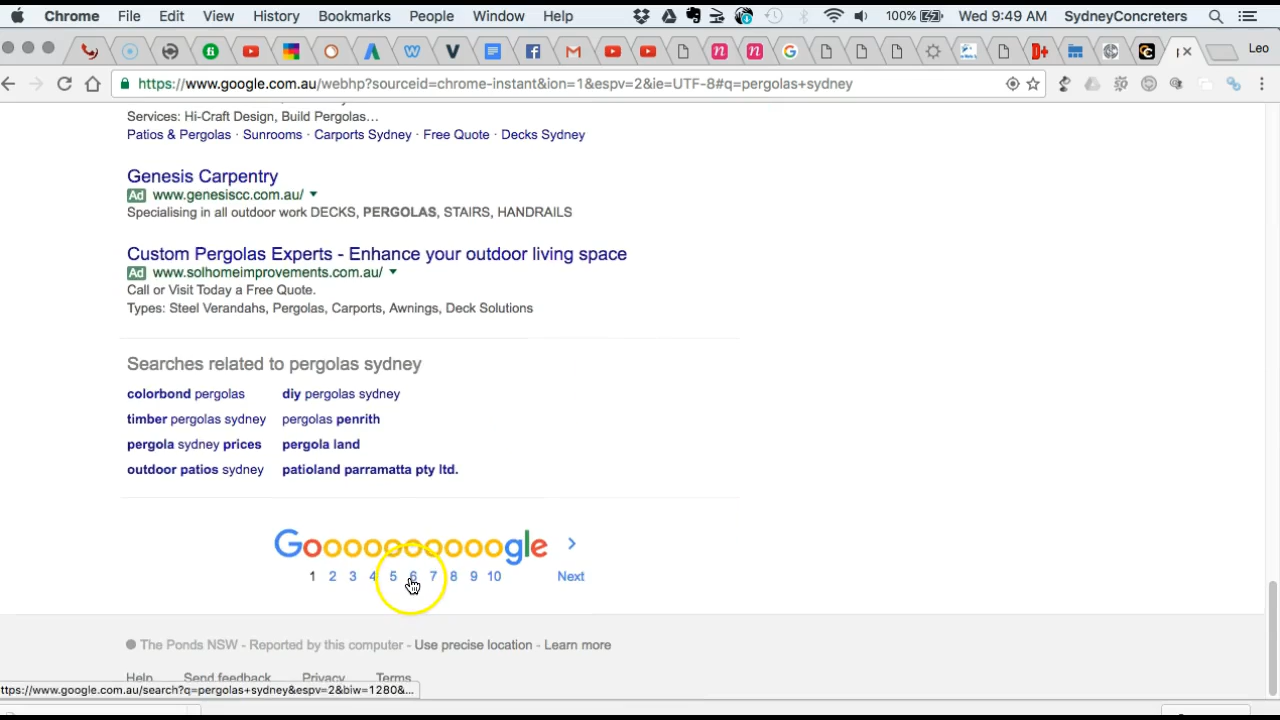 Chrome File Edit View History Bookmarks People Window Help 100% Wed 9:49 AM SydneyConcreters
Leo
https://www.google.com.au/webhp?sourceid=chrome-instant&ion=1&espv=2&ie=UTF-8#q=pergolas+sydney
Services: Hi-Craft Design, Build Pergolas…
Patios & Pergolas · Sunrooms · Carports Sydney · Free Quote · Decks Sydney
Genesis Carpentry
Ad www.genesiscc.com.au/
Specialising in all outdoor work DECKS, PERGOLAS, STAIRS, HANDRAILS
Custom Pergolas Experts - Enhance your outdoor living space
Ad www.solhomeimprovements.com.au/
Call or Visit Today a Free Quote.
Types: Steel Verandahs, Pergolas, Carports, Awnings, Deck Solutions
Searches related to pergolas sydney
colorbond pergolas diy pergolas sydney
timber pergolas sydney pergolas penrith
pergola sydney prices pergola land
outdoor patios sydney patioland parramatta pty ltd.
Goooooooooogle >
1 2 3 4 5 6 7 8 9 10 Next
The Ponds NSW - Reported by this computer - Use precise location - Learn more
Help Send feedback Privacy Terms
ttps://www.google.com.au/search?q=pergolas+sydney&espv=2&biw=1280&...